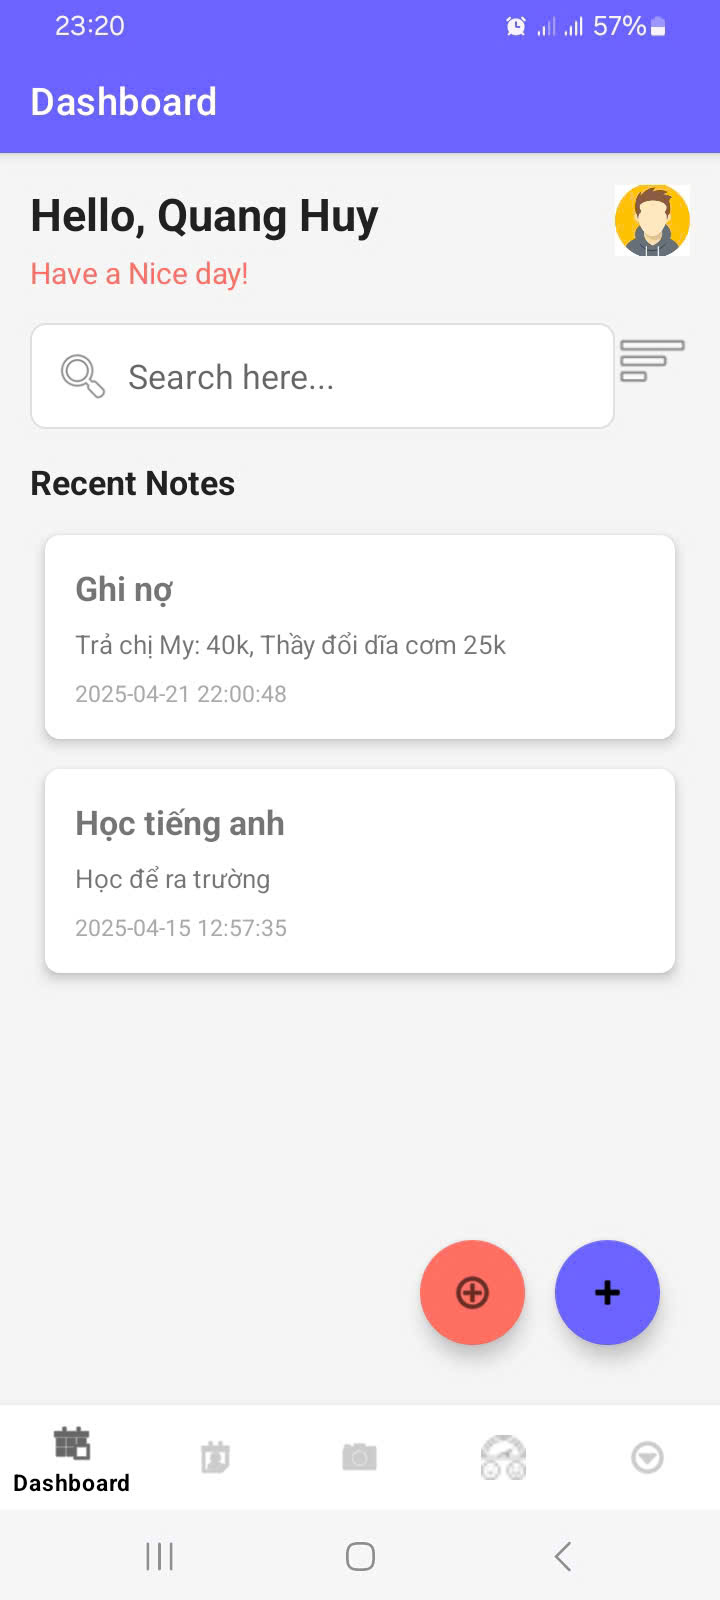 23:20
57%
Dashboard
Hello, Quang Huy
Have a Nice day!
Search here...
Recent Notes
Ghi nợ
Trả chị My: 40k, Thầy đổi dĩa cơm 25k
2025-04-21 22:00:48
Học tiếng anh
Học để ra trường
2025-04-15 12:57:35
Dashboard